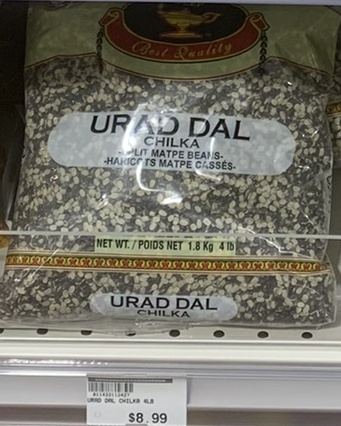 Best Quality
URAD DAL
CHILKA
-SPLIT MATPE BEANS-
-HARICOTS MATPE CASSÉS-
NET WT. / POIDS NET 1.8 Kg 4 lb
URAD DAL
CHILKA
URAD DAL CHILKA 4LB
$8.99